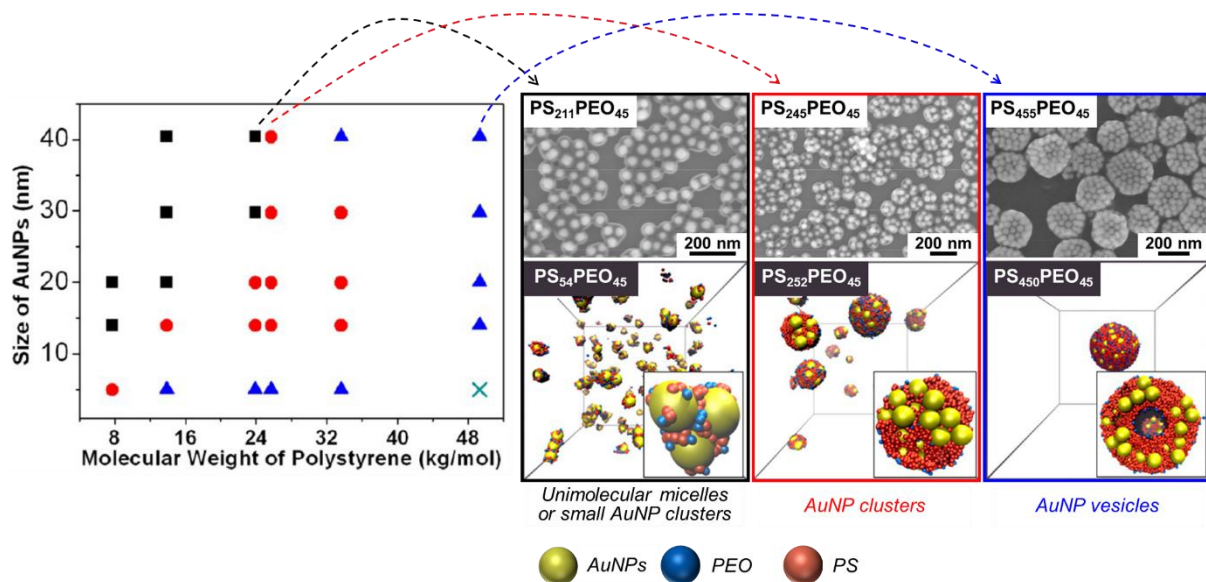 Size of AuNPs (nm)
40
30
20
10
8
16
24
32
40
48
Molecular Weight of Polystyrene (kg/mol)
PS211PEO45
200 nm
PS54PEO45
Unimolecular micelles
or small AuNP clusters
PS245PEO45
200 nm
PS252PEO45
AuNP clusters
PS455PEO45
200 nm
PS450PEO45
AuNP vesicles
AuNPs
PEO
PS